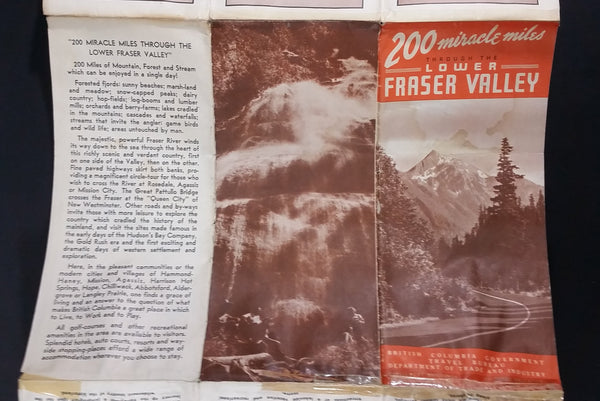 "200 MIRACLE MILES THROUGH THE
LOWER FRASER VALLEY"
200 Miles of Mountain, Forest and Stream
which can be enjoyed in a single day!
Forested fjords: sunny beaches; marsh-land
and meadow; snow-capped peaks; dairy
country; hop-fields; log-booms and lumber
mills; orchards and berry-farms; lakes cradled
in the mountains; cascades and waterfalls;
streams that invite the angler: game birds
and wild life; areas untouched by man.
The majestic, powerful Fraser River winds
its way down to the sea through the heart of
this richly scenic and verdant country, first
on one side of the Valley, then on the other.
Fine paved highways skirt both banks, pro-
viding a magnificent circle-tour for those who
wish to cross the River at Rosedale, Agassiz
or Mission City. The Great Pattullo Bridge
crosses the Fraser at the "Queen City" of
New Westminster. Other roads and by-ways
invite those with more leisure to explore the
country which cradled the history of the
mainland, and visit the sites made famous in
the early days of the Hudson's Bay Company,
the Gold Rush era and the first exciting and
dramatic days of western settlement and
exploration.
Here, in the pleasant communities or the
modern cities and villages of Hammond-
Haney, Mission, Agassiz, Harrison Hot
Springs, Hope, Chilliwack, Abbotsford, Alder-
grove or Langley Prairie, one finds a grace of
living and an answer to the question of what
makes British Columbia a great place in which
to Live, to Work and to Play.
All golf-courses and other recreational
amenities in the area are available to visitors.
Splendid hotels, auto courts, resorts and way-
side stopping-places afford a wide range of
accommodation wherever you choose to stay.
200 miracle miles
THROUGH THE
LOWER
FRASER VALLEY
BRITISH COLUMBIA GOVERNMENT
TRAVEL BUREAU
DEPARTMENT OF TRADE AND INDUSTRY